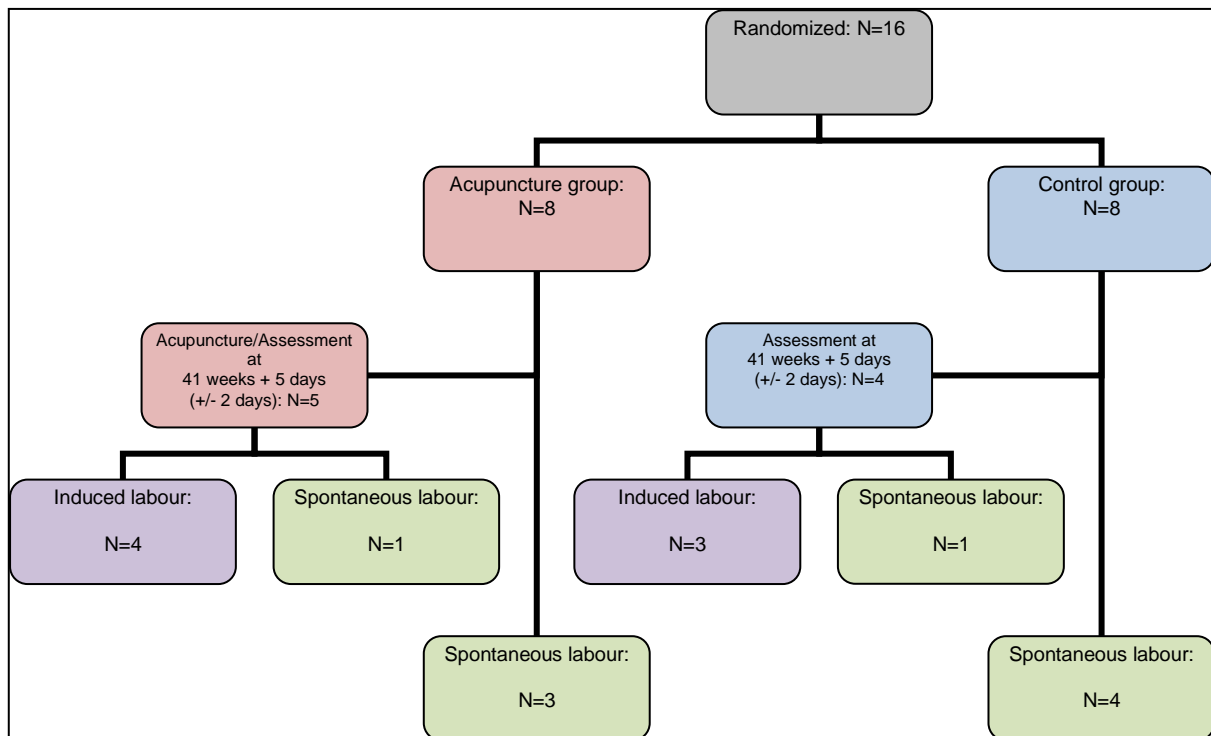 Randomized: N=16
Acupuncture group:
N=8
Control group:
N=8
Acupuncture/Assessment
at
41 weeks + 5 days
(+/- 2 days): N=5
Assessment at
41 weeks + 5 days
(+/- 2 days): N=4
Induced labour:
N=4
Spontaneous labour:
N=1
Induced labour:
N=3
Spontaneous labour:
N=1
Spontaneous labour:
N=3
Spontaneous labour:
N=4